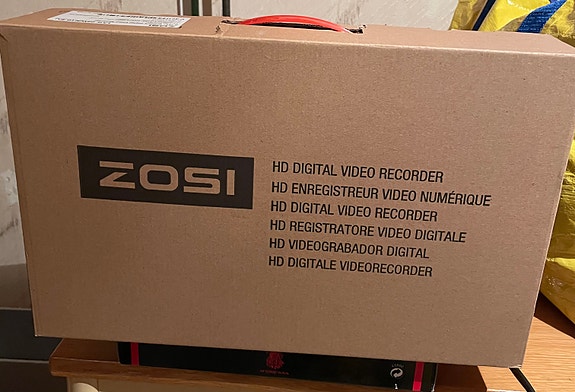 ZOSI
HD DIGITAL VIDEO RECORDER
HD ENREGISTREUR VIDEO NUMÉRIQUE
HD DIGITAL VIDEO RECORDER
HD REGISTRATORE VIDEO DIGITALE
HD VIDEOGRABADOR DIGITAL
HD DIGITALE VIDEORECORDER